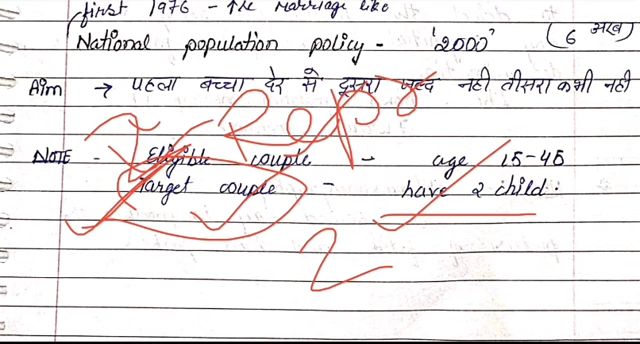 first 1976 - The marriage like
National population policy - '2000' (6 अरब)
Aim → पहला बच्चा देर से दूसरा जल्द नही तीसरा कभी नही
Rep
NOTE - Eligible couple - age 15-45
Target couple - have 2 child.
2